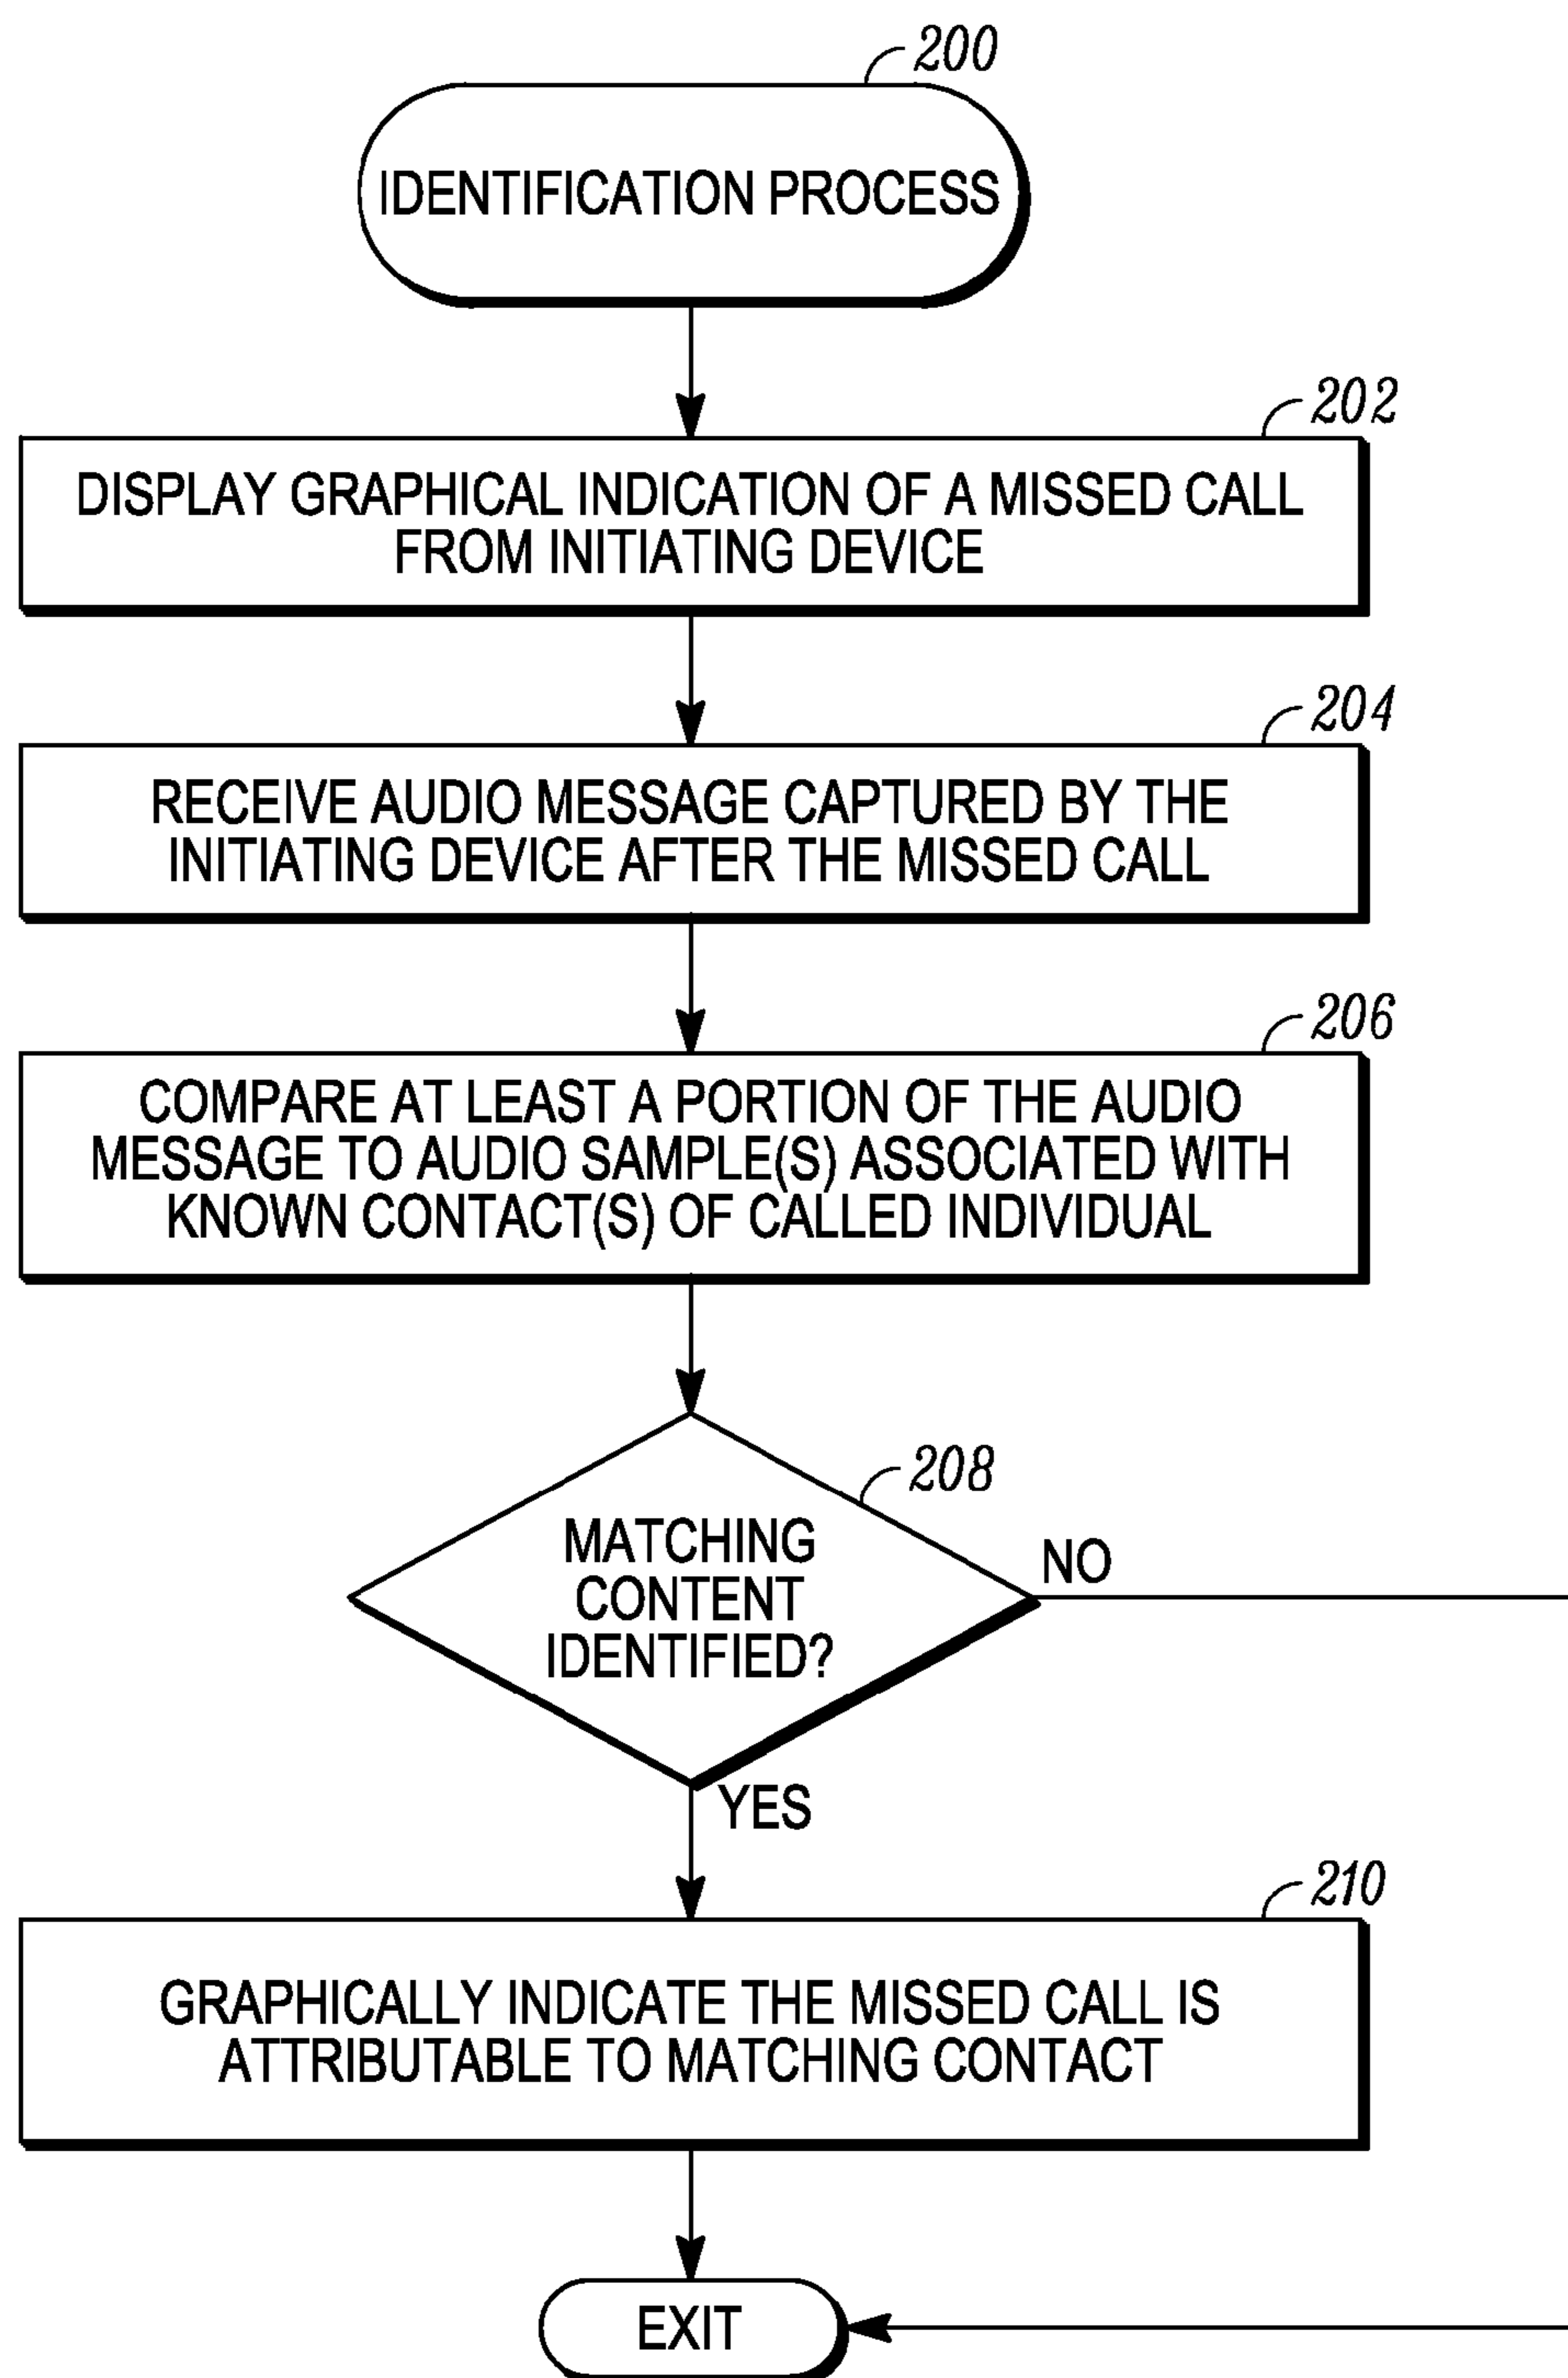 200
IDENTIFICATION PROCESS
202
DISPLAY GRAPHICAL INDICATION OF A MISSED CALL
FROM INITIATING DEVICE
204
RECEIVE AUDIO MESSAGE CAPTURED BY THE
INITIATING DEVICE AFTER THE MISSED CALL
206
COMPARE AT LEAST A PORTION OF THE AUDIO
MESSAGE TO AUDIO SAMPLE(S) ASSOCIATED WITH
KNOWN CONTACT(S) OF CALLED INDIVIDUAL
208
MATCHING
CONTENT
IDENTIFIED?
NO
YES
210
GRAPHICALLY INDICATE THE MISSED CALL IS
ATTRIBUTABLE TO MATCHING CONTACT
EXIT